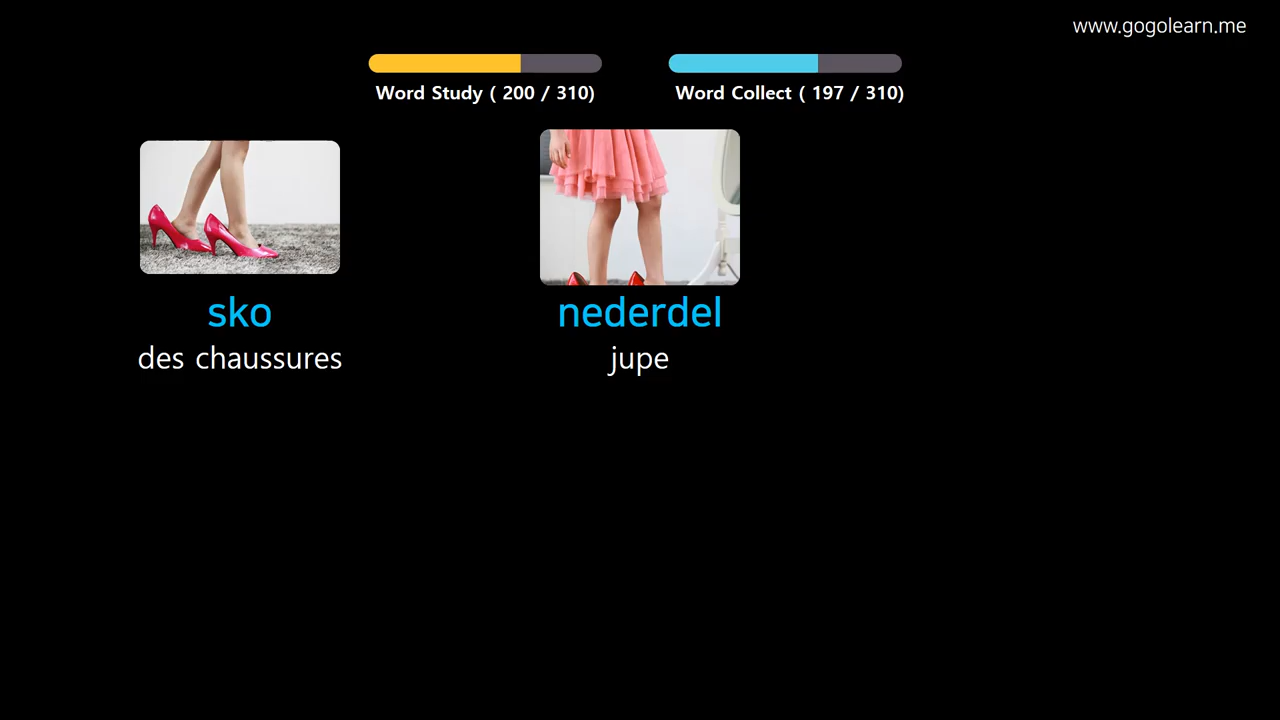 www.gogolearn.me
Word Study ( 200 / 310)
Word Collect ( 197 / 310)
sko
des chaussures
nederdel
jupe